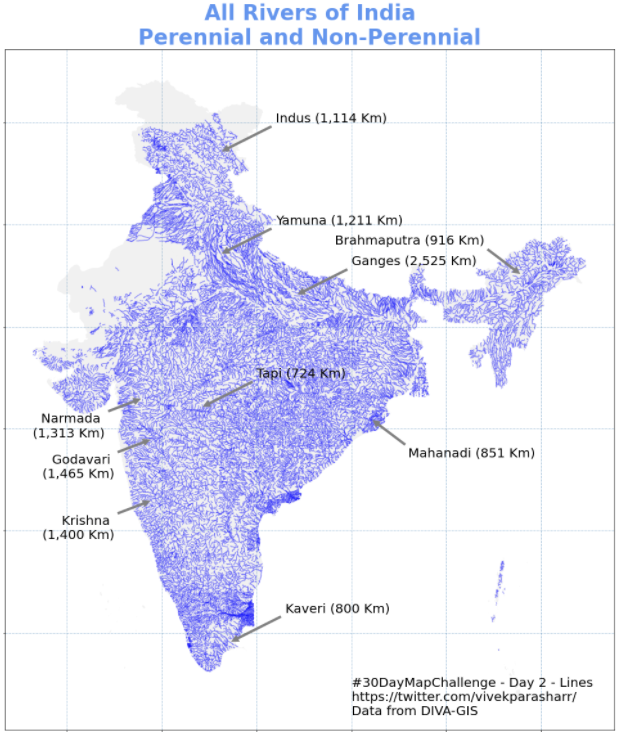 All Rivers of India
Perennial and Non-Perennial
Indus (1,114 Km)
Yamuna (1,211 Km)
Brahmaputra (916 Km)
Ganges (2,525 Km)
Tapi (724 Km)
Narmada
(1,313 Km)
Godavari
(1,465 Km)
Mahanadi (851 Km)
Krishna
(1,400 Km)
Kaveri (800 Km)
#30DayMapChallenge - Day 2 - Lines
https://twitter.com/vivekparasharr/
Data from DIVA-GIS